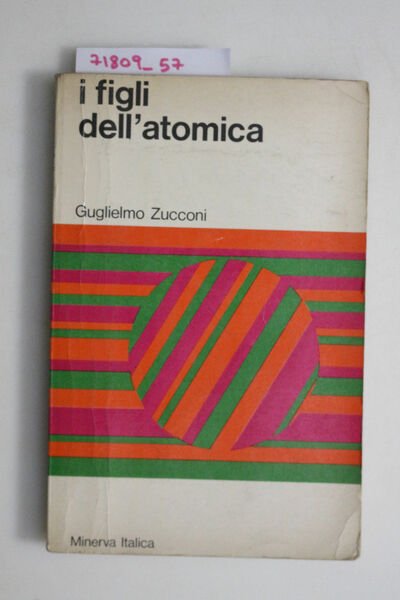 71809_57
i figli
dell'atomica
Guglielmo Zucconi
Minerva Italica